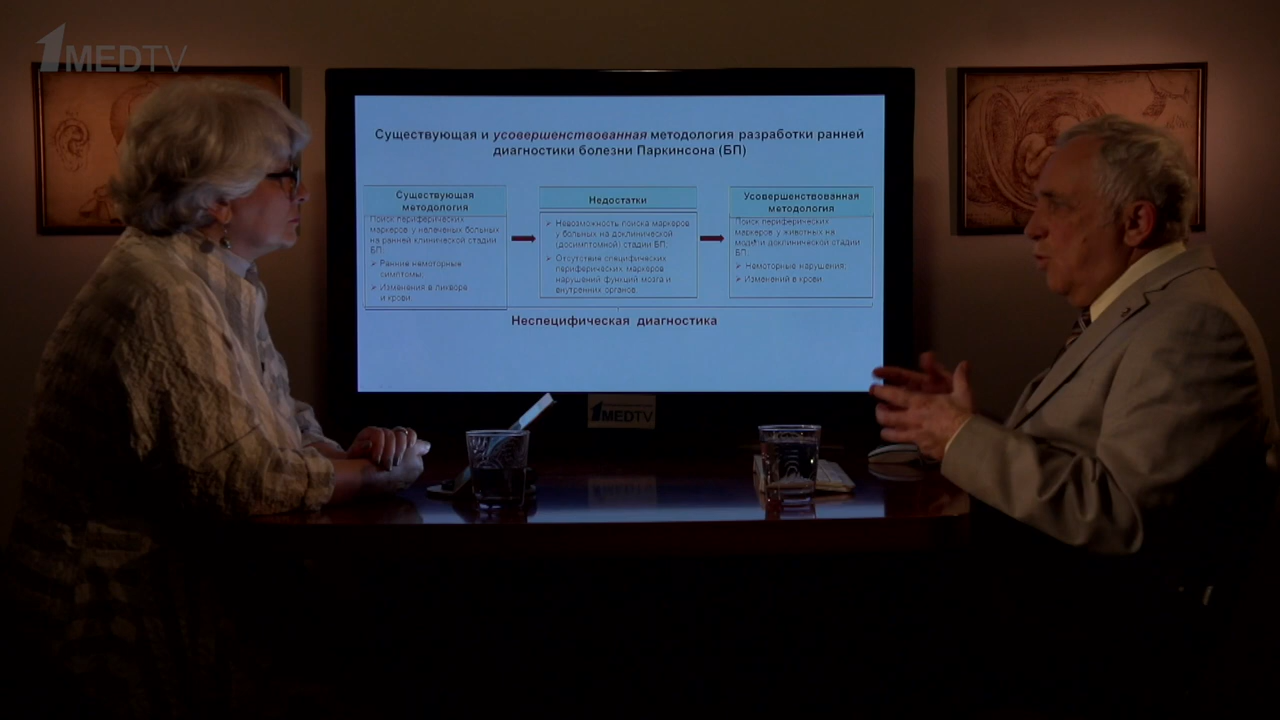 1MEDTV
Существующая и усовершенствованная методология разработки ранней
диагностики болезни Паркинсона (БП)
Существующая
методология
Поиск периферических
маркеров у нелеченых больных
на ранней клинической стадии
БП:
➢ Ранние немоторные
симптомы;
➢ Изменения в ликворе
и крови.
Недостатки
➢ Невозможность поиска маркеров
у больных на доклинической
(досимптомной) стадии БП;
➢ Отсутствие специфических
периферических маркеров
нарушений функций мозга и
внутренних органов.
Усовершенствованная
методология
Поиск периферических
маркеров у животных на
доклинической стадии
БП:
➢ Немоторные нарушения;
➢ Изменений в крови
Неспецифическая диагностика
1MEDTV